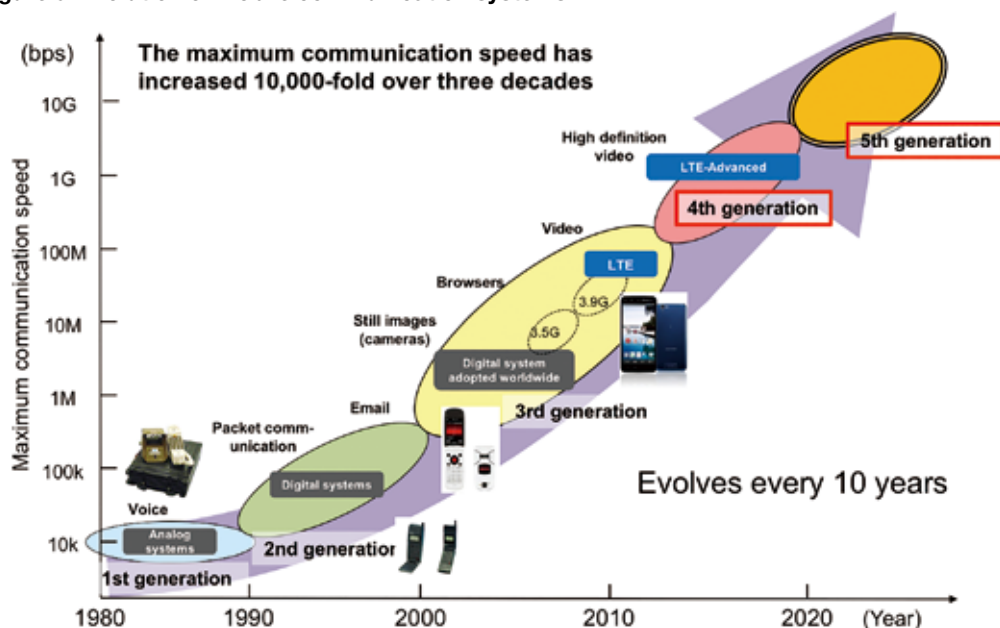 (bps)
The maximum communication speed has
increased 10,000-fold over three decades
10G
1G
100M
10M
1M
100k
10k
Maximum communication speed
5th generation
High definition
video
LTE-Advanced
4th generation
Video
LTE
Browsers
3.9G
Still images
(cameras)
3.5G
Digital system
adopted worldwide
3rd generation
Email
Packet comm-
unication
Digital systems
Evolves every 10 years
Voice
Analog
systems
2nd generation
1st generation
1980
1990
2000
2010
2020
(Year)